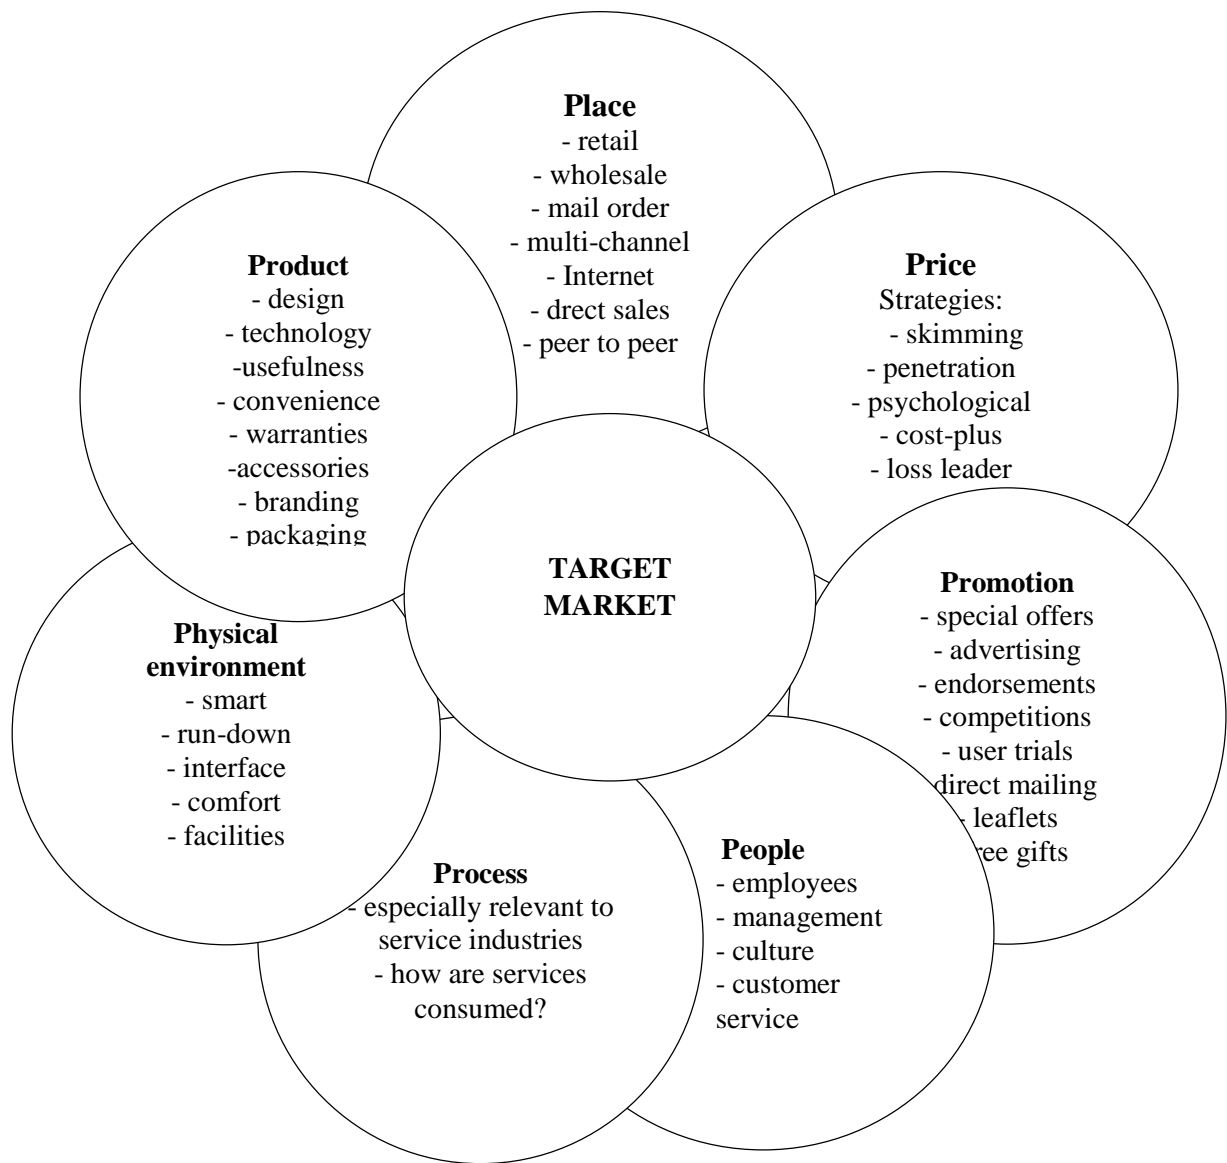 Place
- retail
- wholesale
- mail order
- multi-channel
- Internet
- drect sales
- peer to peer
Price
Strategies:
- skimming
- penetration
- psychological
- cost-plus
- loss leader
Product
- design
- technology
-usefulness
- convenience
- warranties
-accessories
- branding
- packaging
TARGET
MARKET
Promotion
- special offers
- advertising
- endorsements
- competitions
- user trials
direct mailing
- leaflets
ree gifts
Physical
environment
- smart
- run-down
- interface
- comfort
- facilities
People
- employees
- management
- culture
- customer
service
Process
- especially relevant to
service industries
- how are services
consumed?